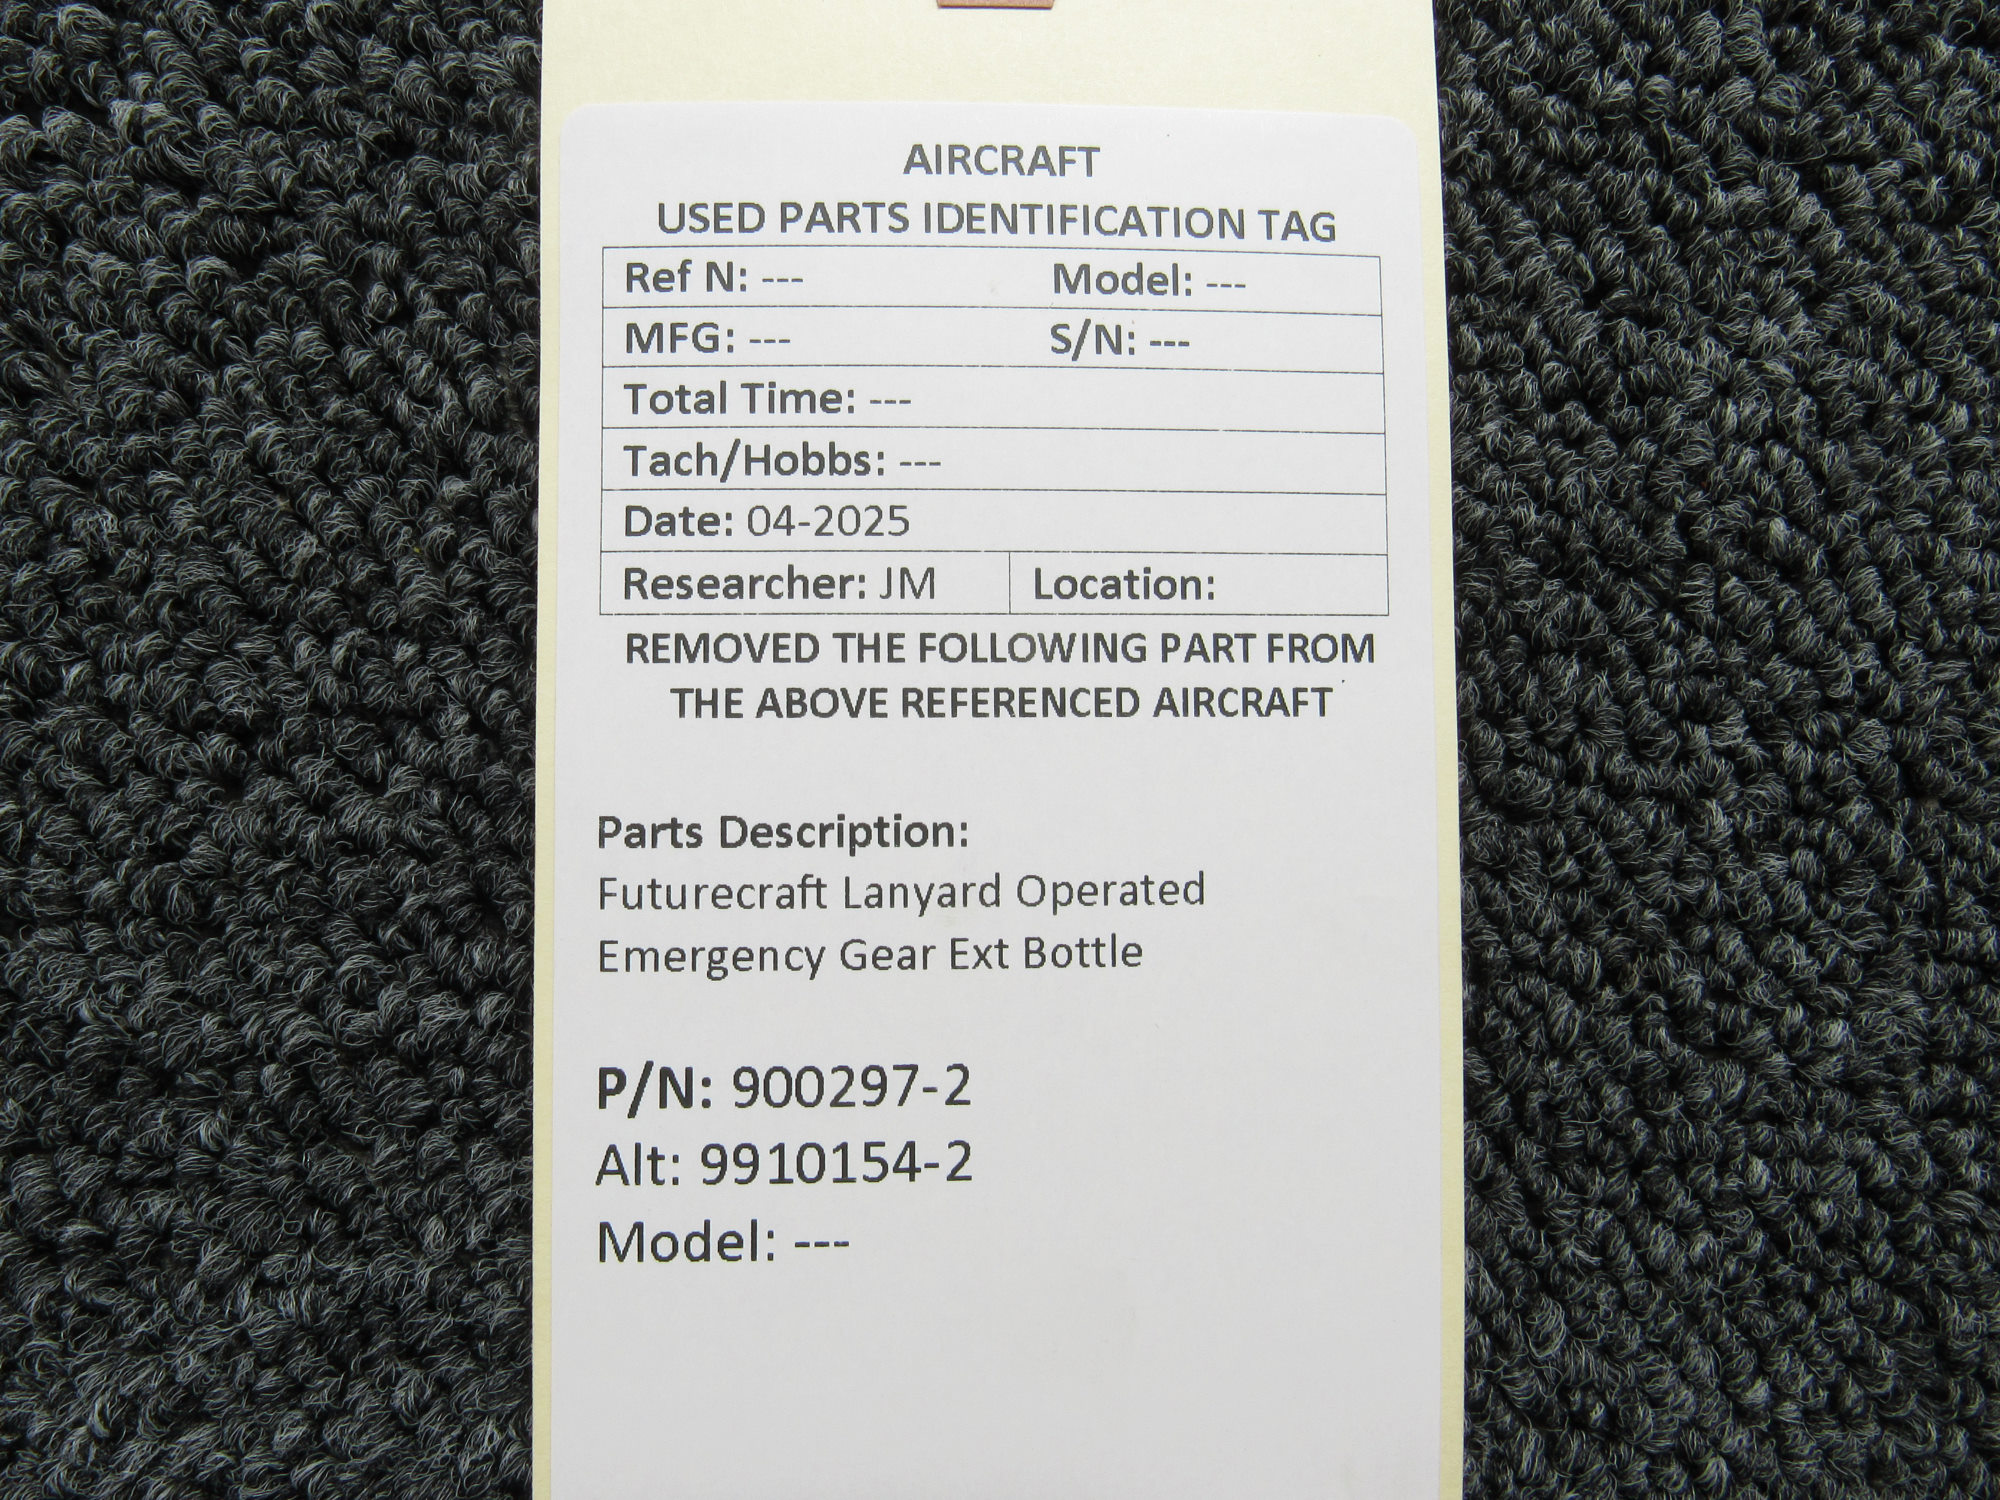 AIRCRAFT
USED PARTS IDENTIFICATION TAG
Ref N: --- Model: ---
MFG: --- S/N: ---
Total Time: ---
Tach/Hobbs: ---
Date: 04-2025
Researcher: JM Location:
REMOVED THE FOLLOWING PART FROM
THE ABOVE REFERENCED AIRCRAFT
Parts Description:
Futurecraft Lanyard Operated
Emergency Gear Ext Bottle
P/N: 900297-2
Alt: 9910154-2
Model: ---